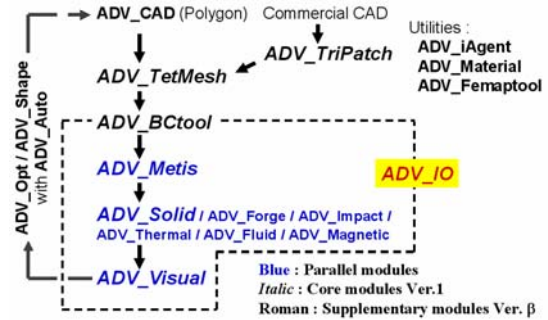 ADV_CAD (Polygon)
Commercial CAD
Utilities :
ADV_iAgent
ADV_Material
ADV_Femaptool
ADV_TriPatch
ADV_TetMesh
ADV_BCtool
ADV_Opt / ADV_Shape
with ADV_Auto
ADV_Metis
ADV_IO
ADV_Solid / ADV_Forge / ADV_Impact /
ADV_Thermal / ADV_Fluid / ADV_Magnetic
ADV_Visual
Blue : Parallel modules
Italic : Core modules Ver.1
Roman : Supplementary modules Ver. β